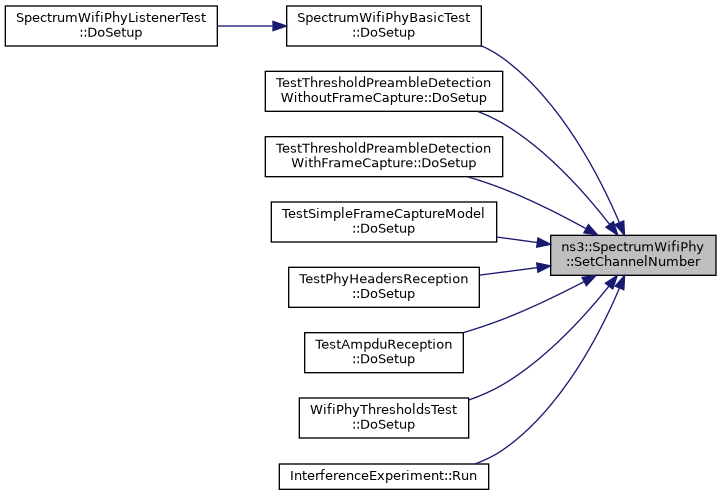 SpectrumWifiPhyListenerTest
::DoSetup
SpectrumWifiPhyBasicTest
::DoSetup
TestThresholdPreambleDetection
WithoutFrameCapture::DoSetup
TestThresholdPreambleDetection
WithFrameCapture::DoSetup
TestSimpleFrameCaptureModel
::DoSetup
ns3::SpectrumWifiPhy
::SetChannelNumber
TestPhyHeadersReception
::DoSetup
TestAmpduReception
::DoSetup
WifiPhyThresholdsTest
::DoSetup
InterferenceExperiment::Run